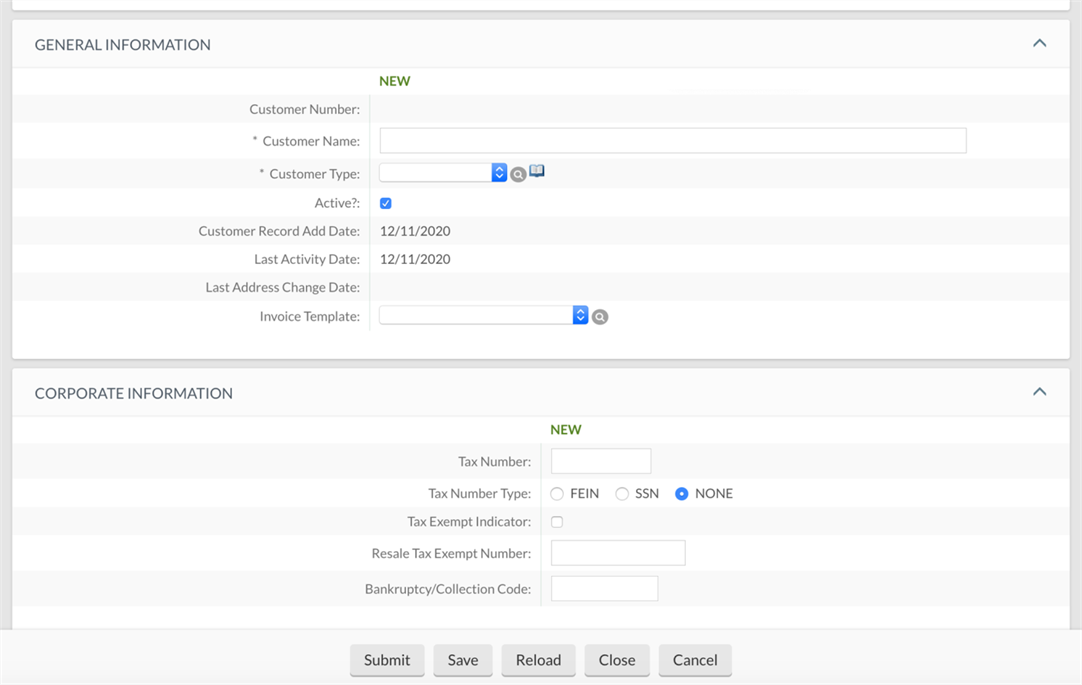 GENERAL INFORMATION
NEW
Customer Number:
* Customer Name:
* Customer Type:
Active?:
Customer Record Add Date: 12/11/2020
Last Activity Date: 12/11/2020
Last Address Change Date:
Invoice Template:
CORPORATE INFORMATION
NEW
Tax Number:
Tax Number Type: FEIN SSN NONE
Tax Exempt Indicator:
Resale Tax Exempt Number:
Bankruptcy/Collection Code:
Submit Save Reload Close Cancel